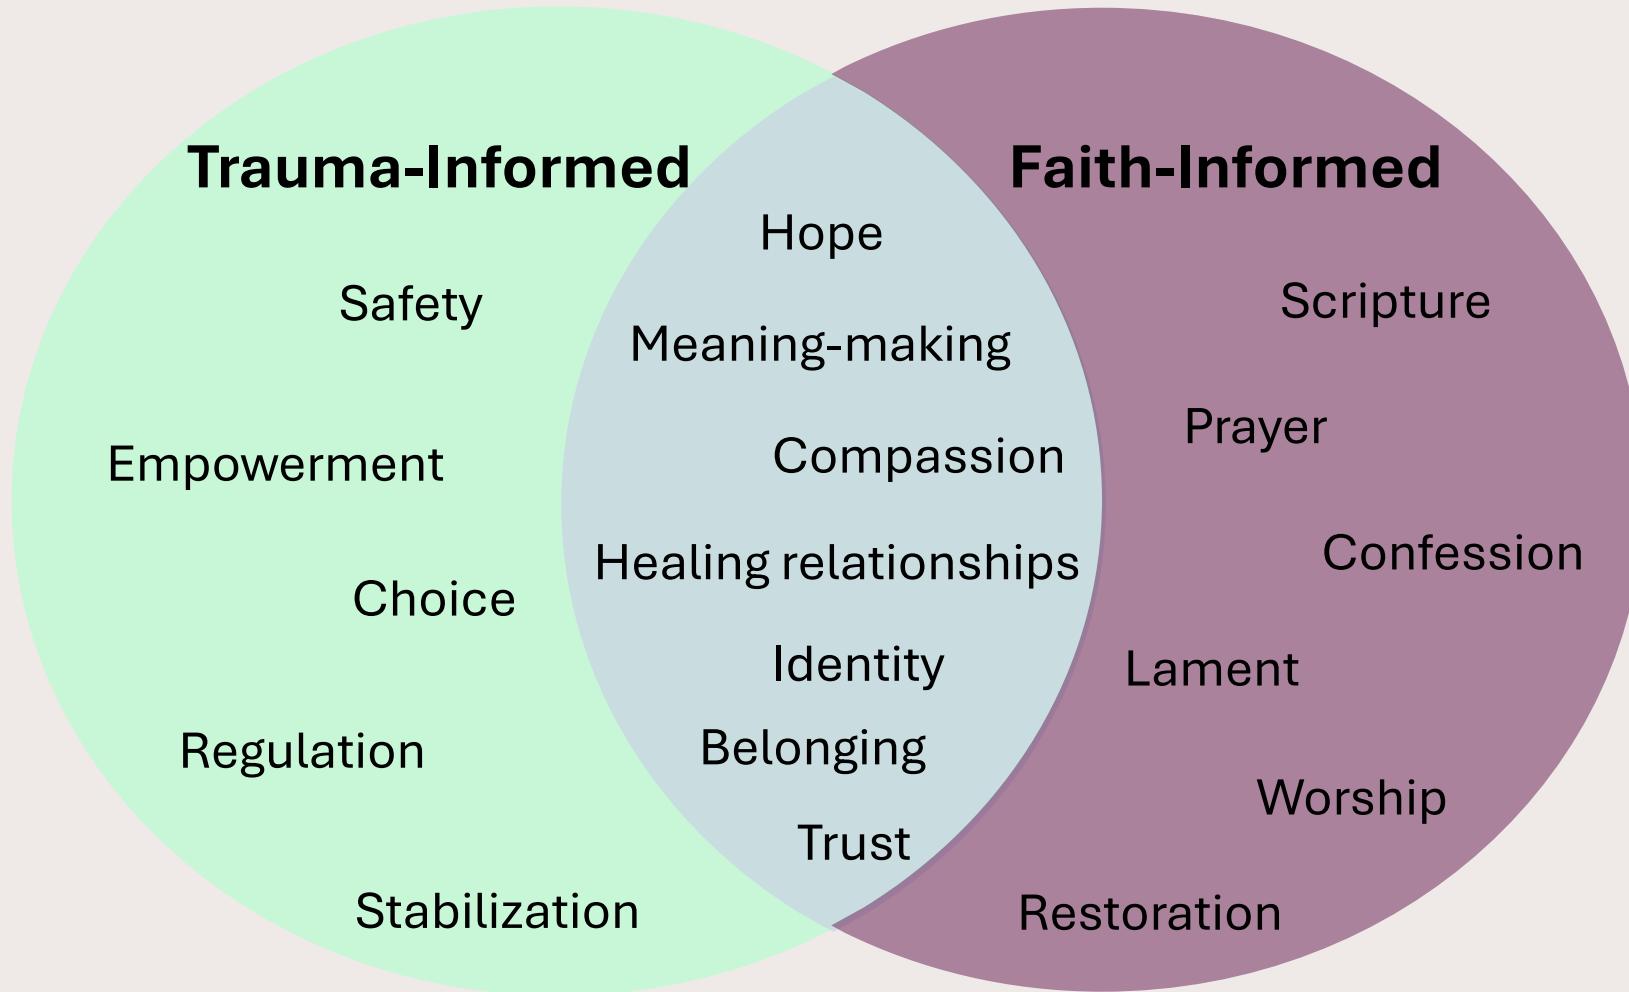 Trauma-Informed
Safety
Empowerment
Choice
Regulation
Stabilization
Hope
Meaning-making
Compassion
Healing relationships
Identity
Belonging
Trust
Faith-Informed
Scripture
Prayer
Confession
Lament
Worship
Restoration